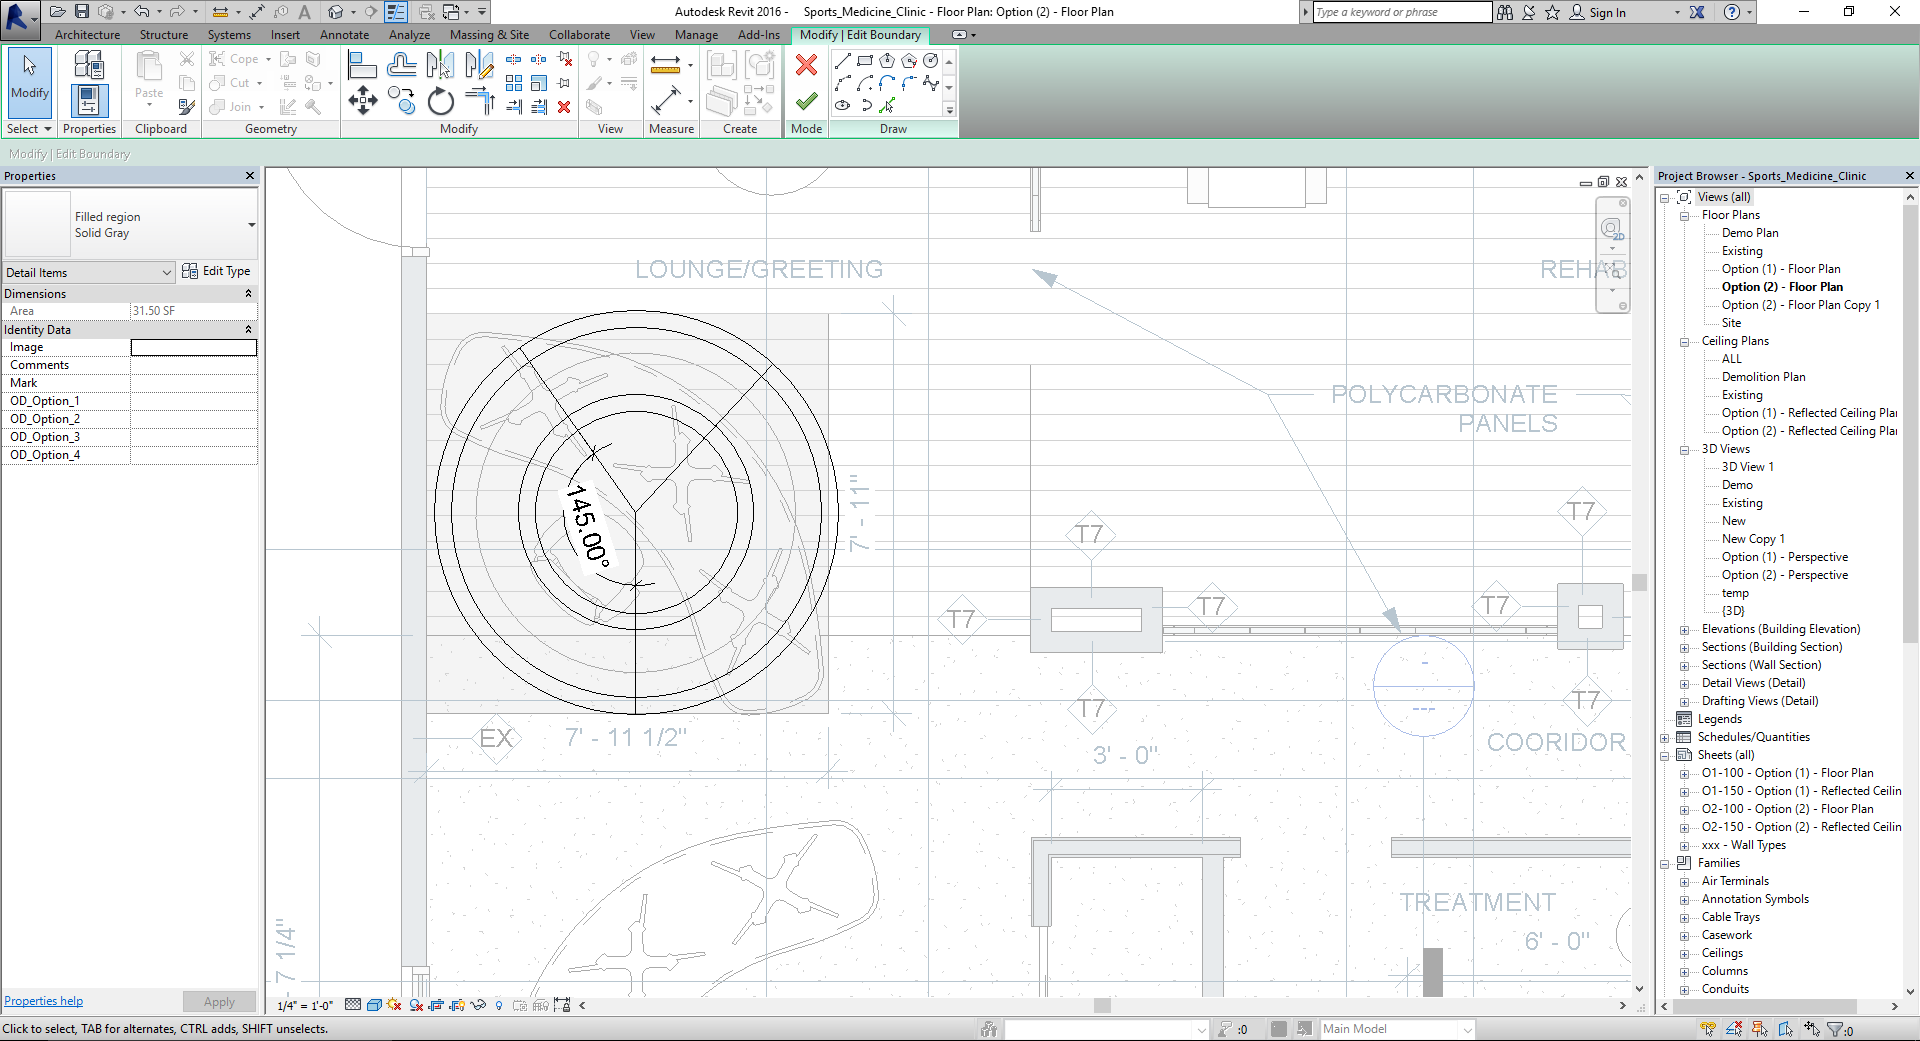 Autodesk Revit 2016 -     Sports_Medicine_Clinic - Floor Plan: Option (2) - Floor Plan
Type a keyword or phrase
Sign In
Architecture Structure Systems Insert Annotate Analyze Massing & Site Collaborate View Manage Add-Ins Modify | Edit Boundary
Modify
Paste
Cope
Cut
Join
Select Properties Clipboard Geometry Modify View Measure Create Mode Draw
Modify | Edit Boundary
Properties
Filled region
Solid Gray
Detail Items
Edit Type
Dimensions
Area 31.50 SF
Identity Data
Image
Comments
Mark
OD_Option_1
OD_Option_2
OD_Option_3
OD_Option_4
Properties help
Apply
2D
LOUNGE/GREETING
REHAB
POLYCARBONATE
PANELS
145.00°
7' - 11"
T7
T7
T7
T7
T7
T7
T7
EX
7' - 11 1/2"
3' - 0"
COORIDOR
TREATMENT
6' - 0"
- 7 1/4"
1/4" = 1'-0"
Project Browser - Sports_Medicine_Clinic
Views (all)
Floor Plans
Demo Plan
Existing
Option (1) - Floor Plan
Option (2) - Floor Plan
Option (2) - Floor Plan Copy 1
Site
Ceiling Plans
ALL
Demolition Plan
Existing
Option (1) - Reflected Ceiling Plan
Option (2) - Reflected Ceiling Plan
3D Views
3D View 1
Demo
Existing
New
New Copy 1
Option (1) - Perspective
Option (2) - Perspective
temp
{3D}
Elevations (Building Elevation)
Sections (Building Section)
Sections (Wall Section)
Detail Views (Detail)
Drafting Views (Detail)
Legends
Schedules/Quantities
Sheets (all)
O1-100 - Option (1) - Floor Plan
O1-150 - Option (1) - Reflected Ceilin
O2-100 - Option (2) - Floor Plan
O2-150 - Option (2) - Reflected Ceilin
xxx - Wall Types
Families
Air Terminals
Annotation Symbols
Cable Trays
Casework
Ceilings
Columns
Conduits
Click to select, TAB for alternates, CTRL adds, SHIFT unselects.
:0
Main Model
:0